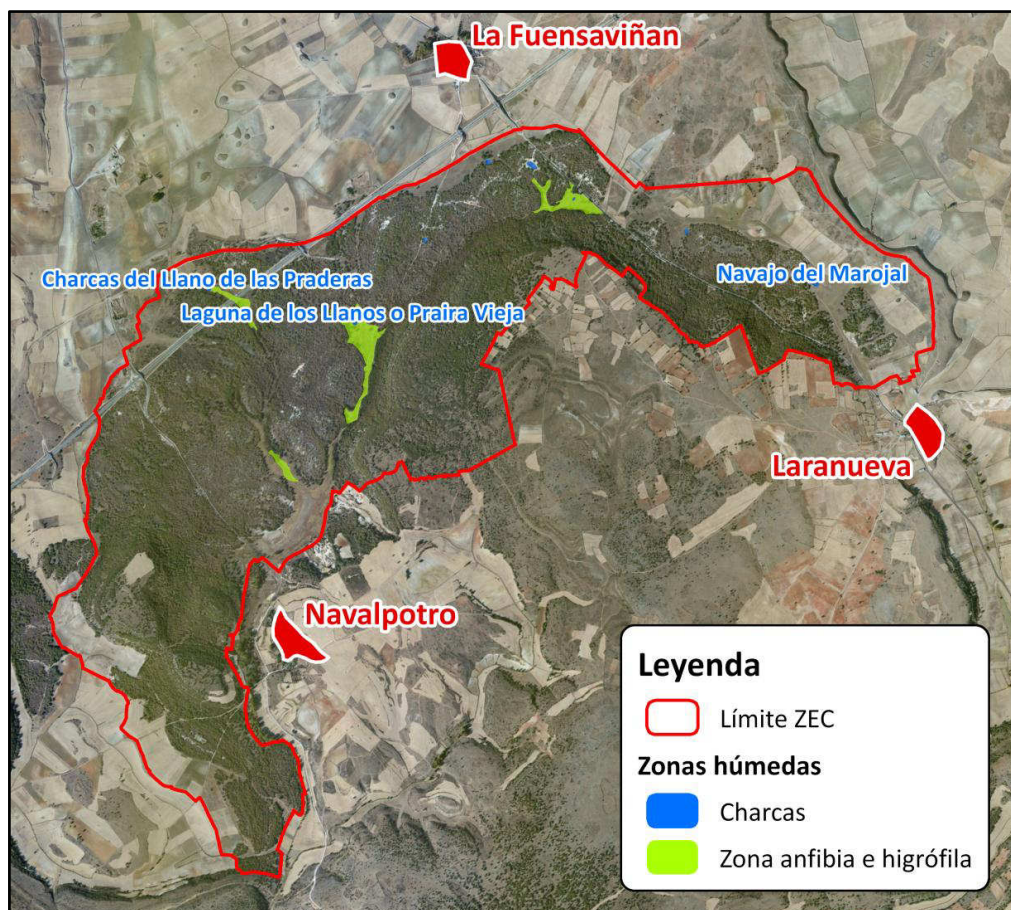 La Fuensaviñan
Charcas del Llano de las Praderas
Navajo del Marojal
Laguna de los Llanos o Praira Vieja
Laranueva
Navalpotro
Leyenda
Límite ZEC
Zonas húmedas
Charcas
Zona anfibia e higrófila